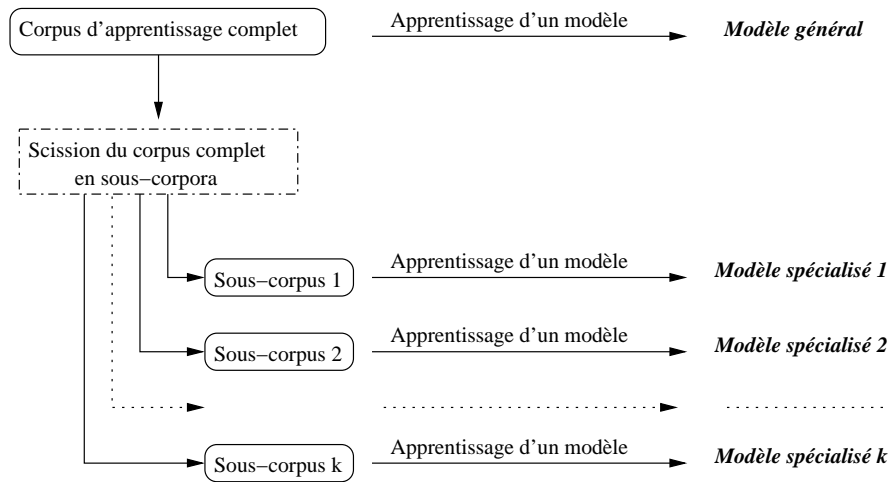 Corpus d'apprentissage complet
Apprentissage d'un modèle
Modèle général
Scission du corpus complet
en sous−corpora
Sous−corpus 1
Apprentissage d'un modèle
Modèle spécialisé 1
Sous−corpus 2
Apprentissage d'un modèle
Modèle spécialisé 2
Sous−corpus k
Apprentissage d'un modèle
Modèle spécialisé k